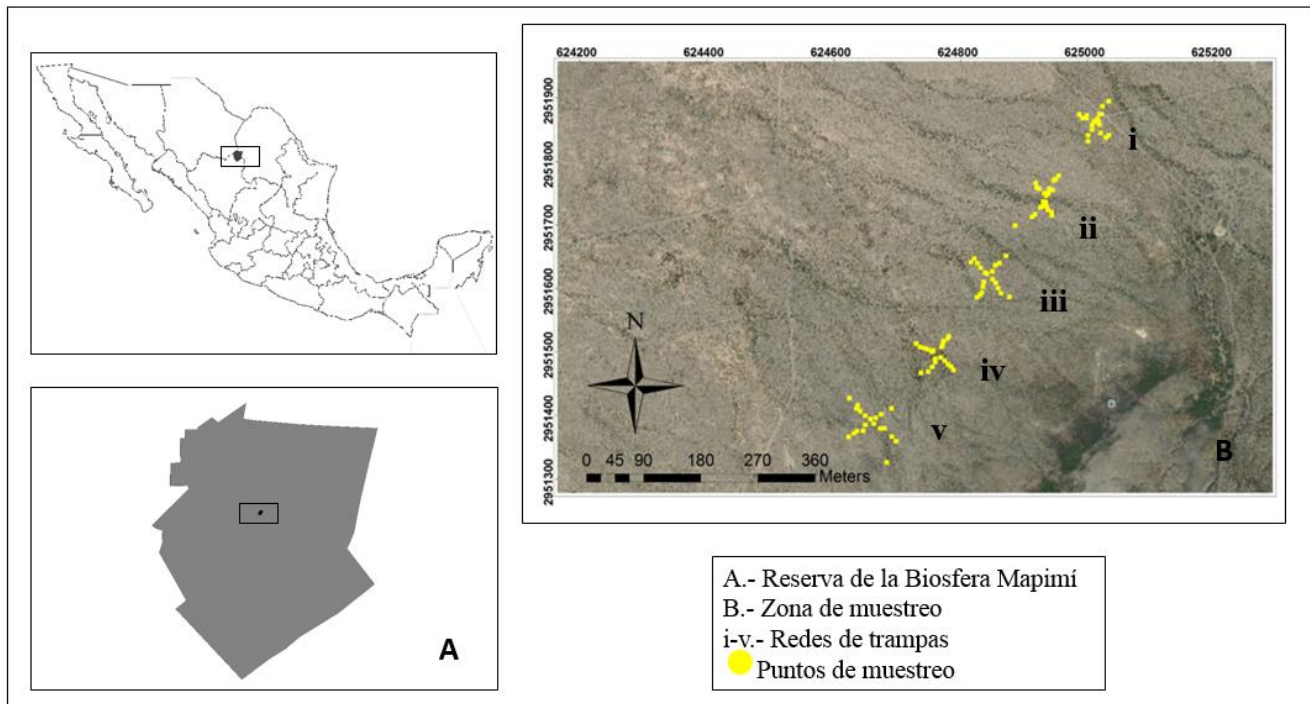 A
624200 624400 624600 624800 625000 625200
2951900
2951800
2951700
2951600
2951500
2951400
2951300
i
ii
iii
iv
v
N
0 45 90 180 270 360
Meters
B
A.- Reserva de la Biosfera Mapimí
B.- Zona de muestreo
i-v.- Redes de trampas
Puntos de muestreo